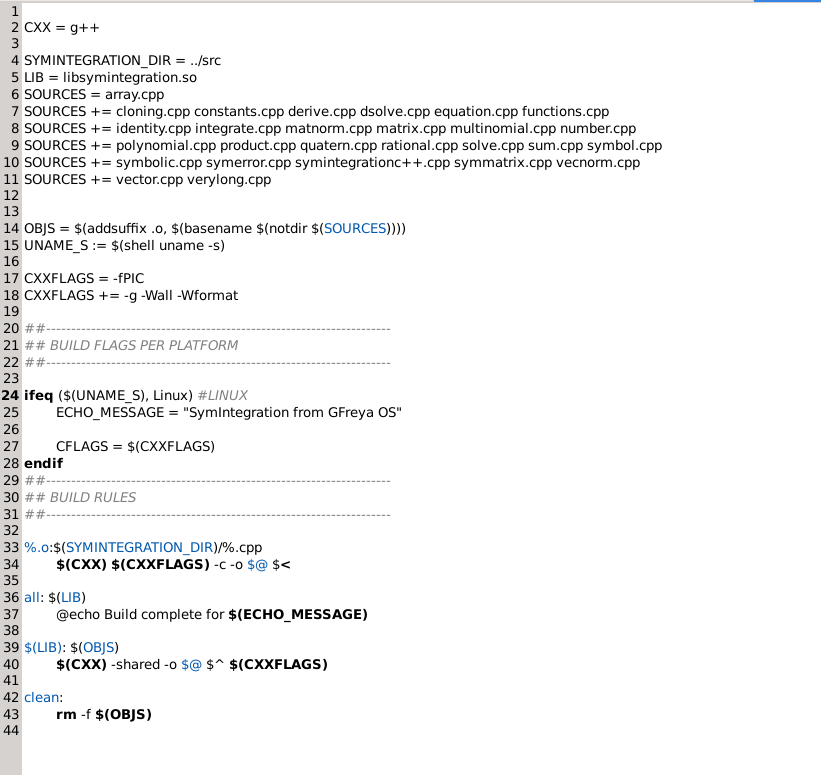 1
2 CXX = g++
3
4 SYMINTEGRATION_DIR = ../src
5 LIB = libsymintegration.so
6 SOURCES = array.cpp
7 SOURCES += cloning.cpp constants.cpp derive.cpp dsolve.cpp equation.cpp functions.cpp
8 SOURCES += identity.cpp integrate.cpp matnorm.cpp matrix.cpp multinomial.cpp number.cpp
9 SOURCES += polynomial.cpp product.cpp quatern.cpp rational.cpp solve.cpp sum.cpp symbol.cpp
10 SOURCES += symbolic.cpp symerror.cpp symintegrationc++.cpp symmatrix.cpp vecnorm.cpp
11 SOURCES += vector.cpp verylong.cpp
12
13
14 OBJS = $(addsuffix .o, $(basename $(notdir $(SOURCES))))
15 UNAME_S := $(shell uname -s)
16
17 CXXFLAGS = -fPIC
18 CXXFLAGS += -g -Wall -Wformat
19
20 ##---------------------------------------------------------------------
21 ## BUILD FLAGS PER PLATFORM
22 ##---------------------------------------------------------------------
23
24 ifeq ($(UNAME_S), Linux) #LINUX
25 ECHO_MESSAGE = "SymIntegration from GFreya OS"
26
27 CFLAGS = $(CXXFLAGS)
28 endif
29 ##---------------------------------------------------------------------
30 ## BUILD RULES
31 ##---------------------------------------------------------------------
32
33 %.o:$(SYMINTEGRATION_DIR)/%.cpp
34 $(CXX) $(CXXFLAGS) -c -o $@ $<
35
36 all: $(LIB)
37 @echo Build complete for $(ECHO_MESSAGE)
38
39 $(LIB): $(OBJS)
40 $(CXX) -shared -o $@ $^ $(CXXFLAGS)
41
42 clean:
43 rm -f $(OBJS)
44